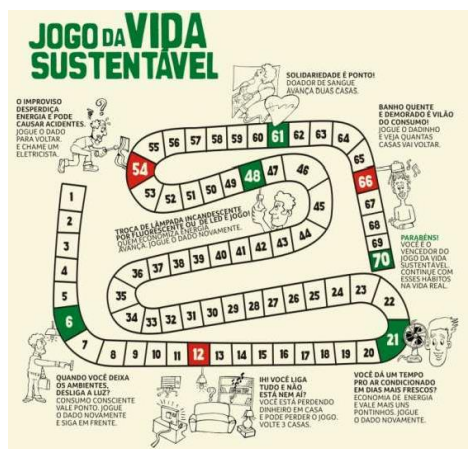 JOGO DA VIDA
SUSTENTÁVEL
O IMPROVISO
DESPERDIÇA
ENERGIA E PODE
CAUSAR ACIDENTES.
JOGUE O DADO
PARA VOLTAR.
E CHAME UM
ELETRICISTA.
SOLIDARIEDADE É PONTO!
DOADOR DE SANGUE
AVANÇA DUAS CASAS.
BANHO QUENTE
E DEMORADO É VILÃO
DO CONSUMO!
JOGUE O DADINHO
E VEJA QUANTAS
CASAS VAI VOLTAR.
TROCA DE LÂMPADA INCANDESCENTE
POR FLUORESCENTE OU DE LED É JOGO!
QUEM ECONOMIZA ENERGIA
AVANÇA. JOGUE O DADO NOVAMENTE.
PARABÉNS!
VOCÊ É O
VENCEDOR DO
JOGO DA VIDA
SUSTENTÁVEL.
CONTINUE COM
ESSES HÁBITOS
NA VIDA REAL.
1
2
3
4
5
6
7
8
9
10
11
12
13
14
15
16
17
18
19
20
21
22
23
24
25
26
27
28
29
30
31
32
33
34
35
36
37
38
39
40
41
42
43
44
45
46
47
48
49
50
51
52
53
54
55
56
57
58
59
60
61
62
63
64
65
66
67
68
69
70
QUANDO VOCÊ DEIXA
OS AMBIENTES,
DESLIGA A LUZ?
CONSUMO CONSCIENTE
VALE PONTO. JOGUE
O DADO NOVAMENTE
E SIGA EM FRENTE.
IH! VOCÊ LIGA
TUDO E NÃO
ESTÁ NEM AÍ?
VOCÊ ESTÁ PERDENDO
DINHEIRO EM CASA
E PODE PERDER O JOGO.
VOLTE 3 CASAS.
VOCÊ DÁ UM TEMPO
PRO AR CONDICIONADO
EM DIAS MAIS FRESCOS?
ECONOMIA DE ENERGIA
E VALE MAIS UNS
PONTINHOS. JOGUE
O DADO NOVAMENTE.